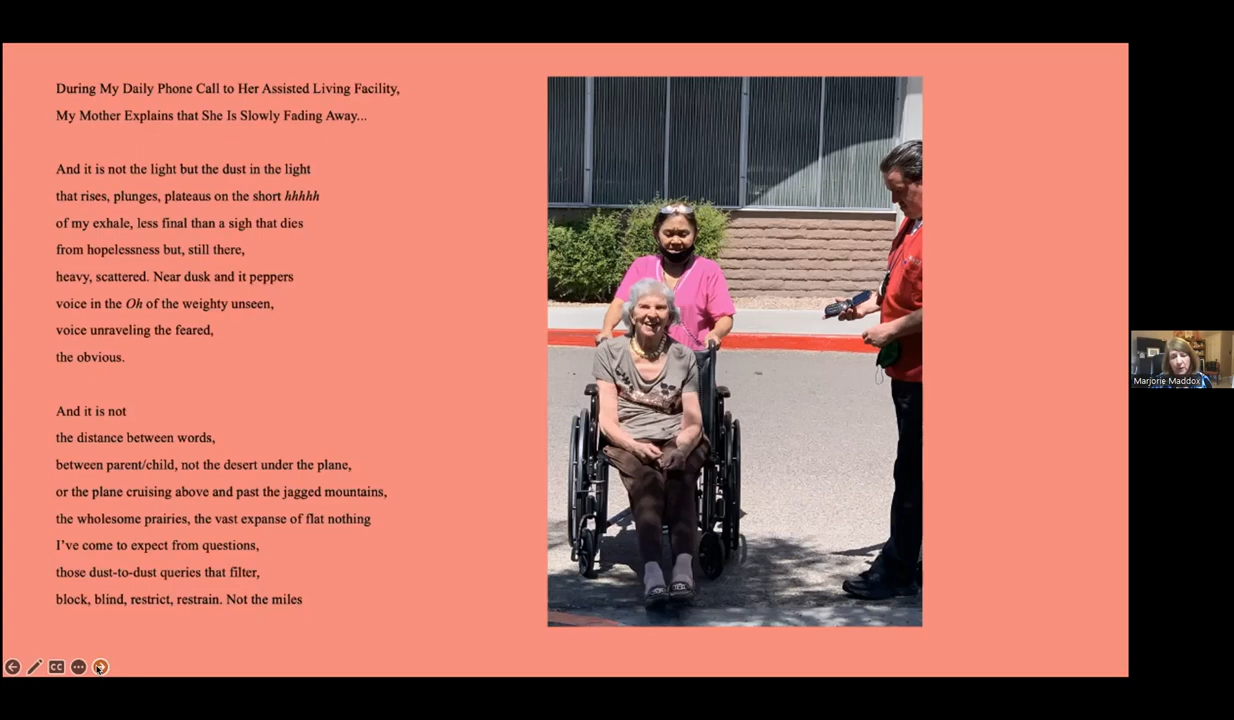 During My Daily Phone Call to Her Assisted Living Facility,
My Mother Explains that She Is Slowly Fading Away...
And it is not the light but the dust in the light
that rises, plunges, plateaus on the short hhhhh
of my exhale, less final than a sigh that dies
from hopelessness but, still there,
heavy, scattered. Near dusk and it peppers
voice in the Oh of the weighty unseen,
voice unraveling the feared,
the obvious.
And it is not
the distance between words,
between parent/child, not the desert under the plane,
or the plane cruising above and past the jagged mountains,
the wholesome prairies, the vast expanse of flat nothing
I've come to expect from questions,
those dust-to-dust queries that filter,
block, blind, restrict, restrain. Not the miles
CC
Marjorie Maddox